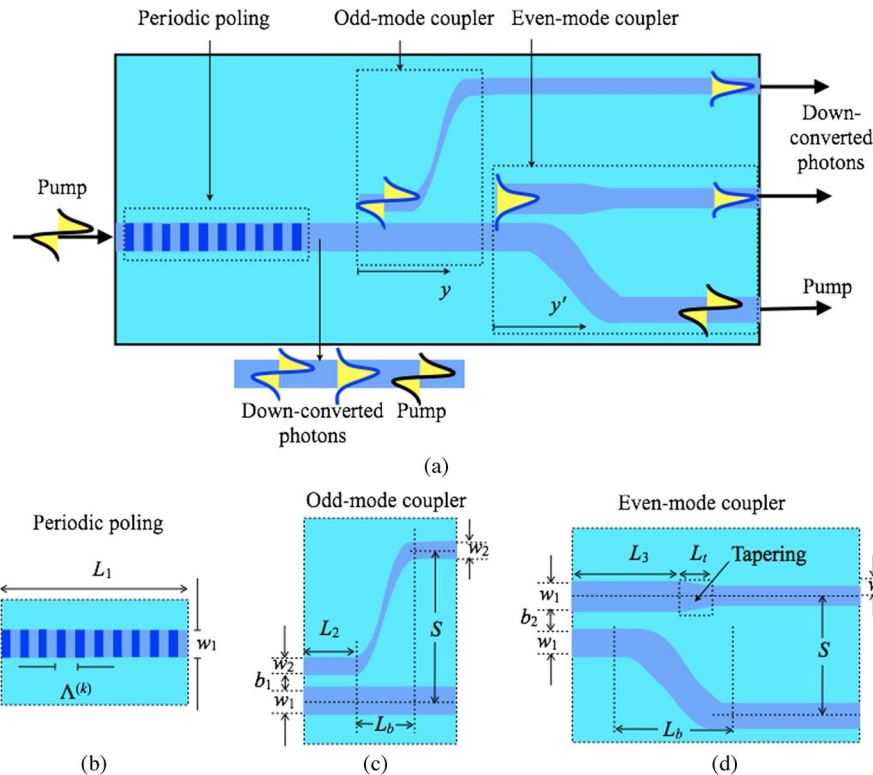 Periodic poling
Odd-mode coupler
Even-mode coupler
Pump
Down-
converted
photons
Pump
y
y'
Down-converted
photons
Pump
(a)
Periodic poling
L1
w1
Λ(k)
(b)
Odd-mode coupler
w2
L2
S
w2
b1
w1
Lb
(c)
Even-mode coupler
L3
Lt
Tapering
w1
b2
w1
S
Lb
(d)